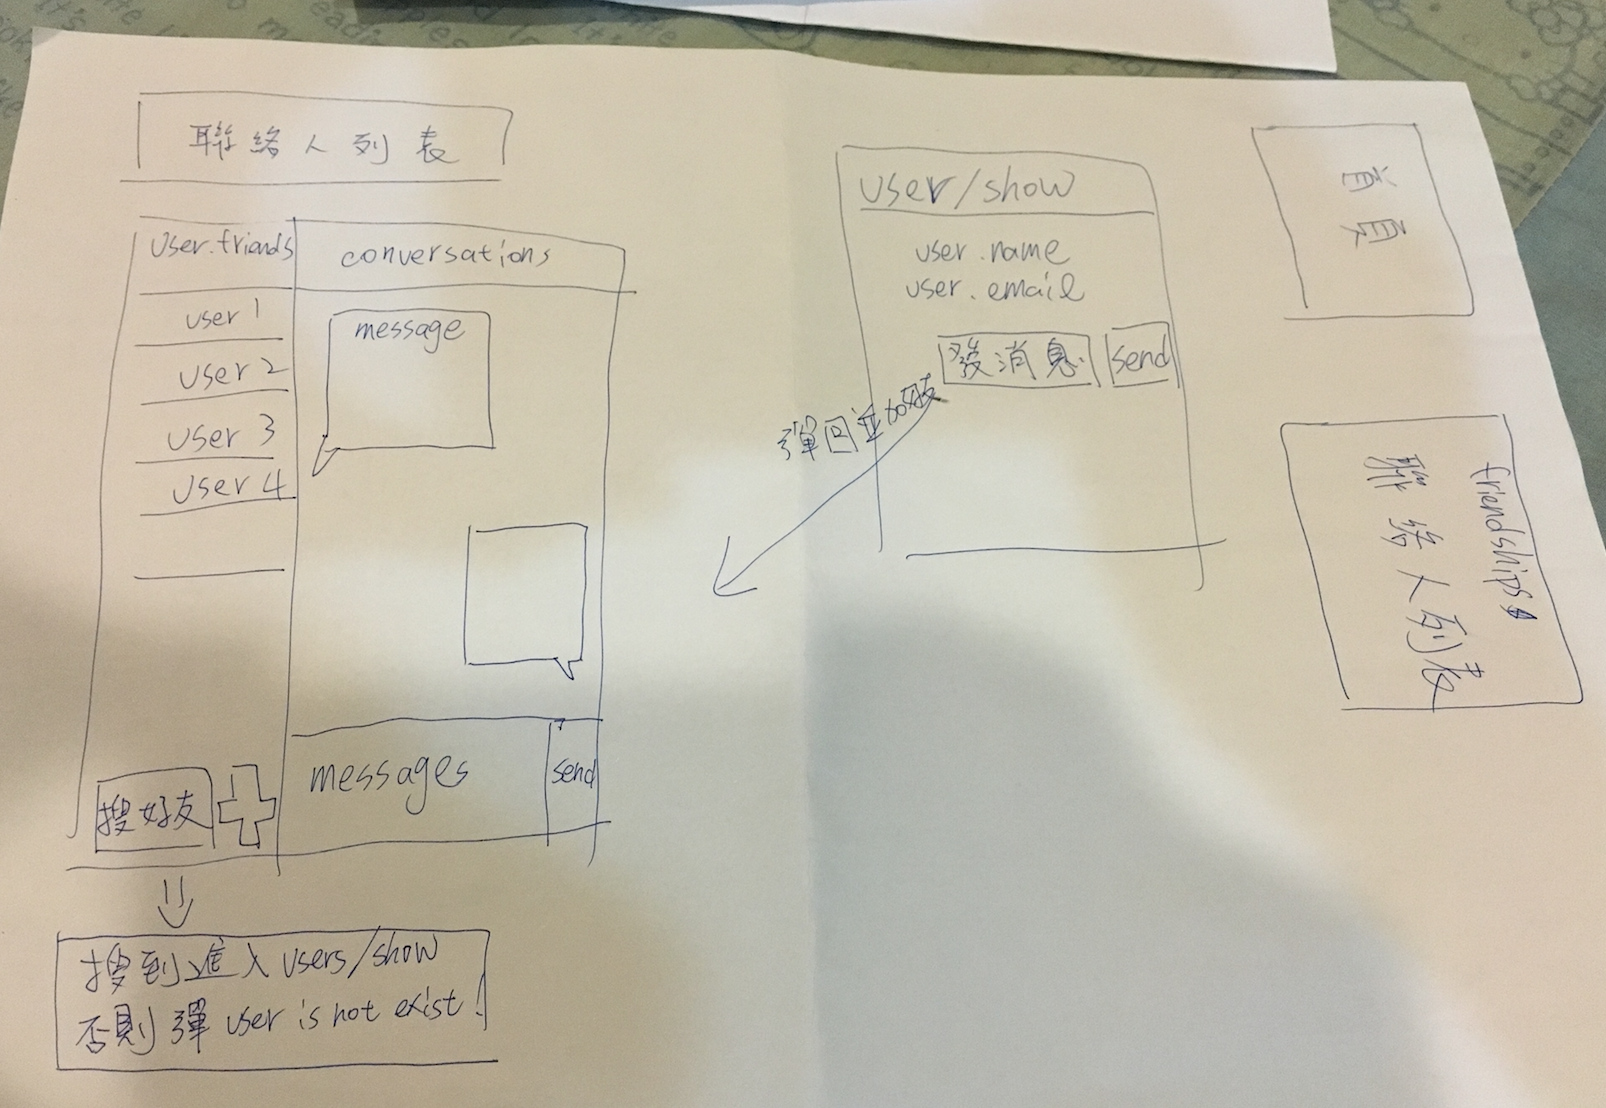 聯絡人列表
user.friends
conversations
user 1
user 2
user 3
user 4
message
messages
send
搜好友
搜到進入 users/show
否則彈 user is not exist!
user/show
user.name
user.email
發消息
send
彈回並加好友
首頁
friendships
聯絡人列表